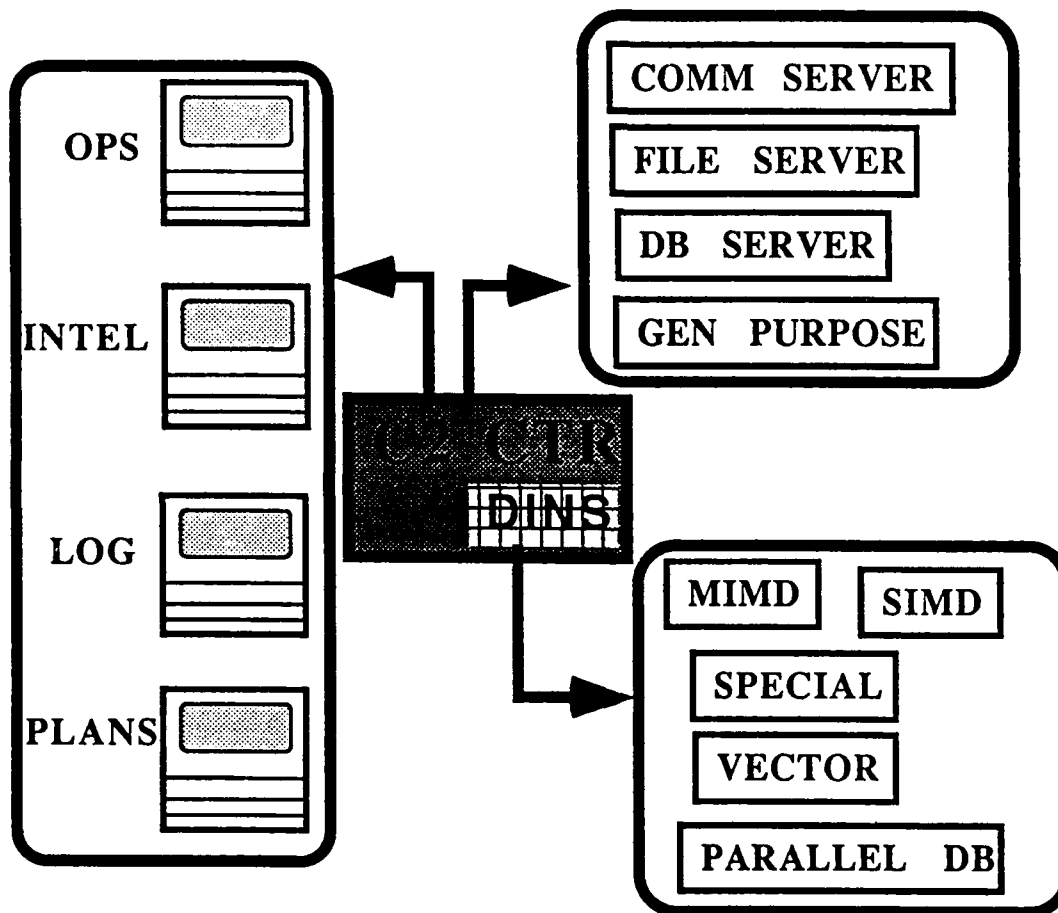 OPS
INTEL
LOG
PLANS
COMM SERVER
FILE SERVER
DB SERVER
GEN PURPOSE
C2 CTR
DINS
MIMD SIMD
SPECIAL
VECTOR
PARALLEL DB